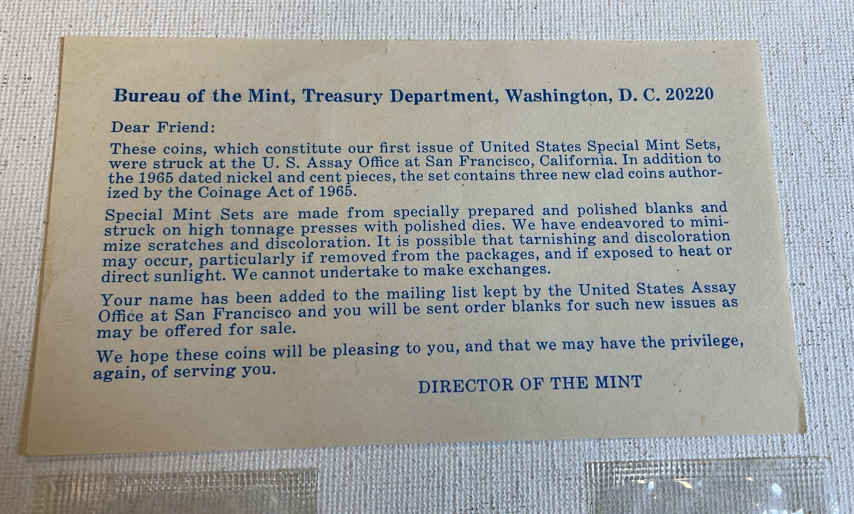 Bureau of the Mint, Treasury Department, Washington, D. C. 20220
Dear Friend:
These coins, which constitute our first issue of United States Special Mint Sets,
were struck at the U. S. Assay Office at San Francisco, California. In addition to
the 1965 dated nickel and cent pieces, the set contains three new clad coins author-
ized by the Coinage Act of 1965.
Special Mint Sets are made from specially prepared and polished blanks and
struck on high tonnage presses with polished dies. We have endeavored to mini-
mize scratches and discoloration. It is possible that tarnishing and discoloration
may occur, particularly if removed from the packages, and if exposed to heat or
direct sunlight. We cannot undertake to make exchanges.
Your name has been added to the mailing list kept by the United States Assay
Office at San Francisco and you will be sent order blanks for such new issues as
may be offered for sale.
We hope these coins will be pleasing to you, and that we may have the privilege,
again, of serving you.
DIRECTOR OF THE MINT